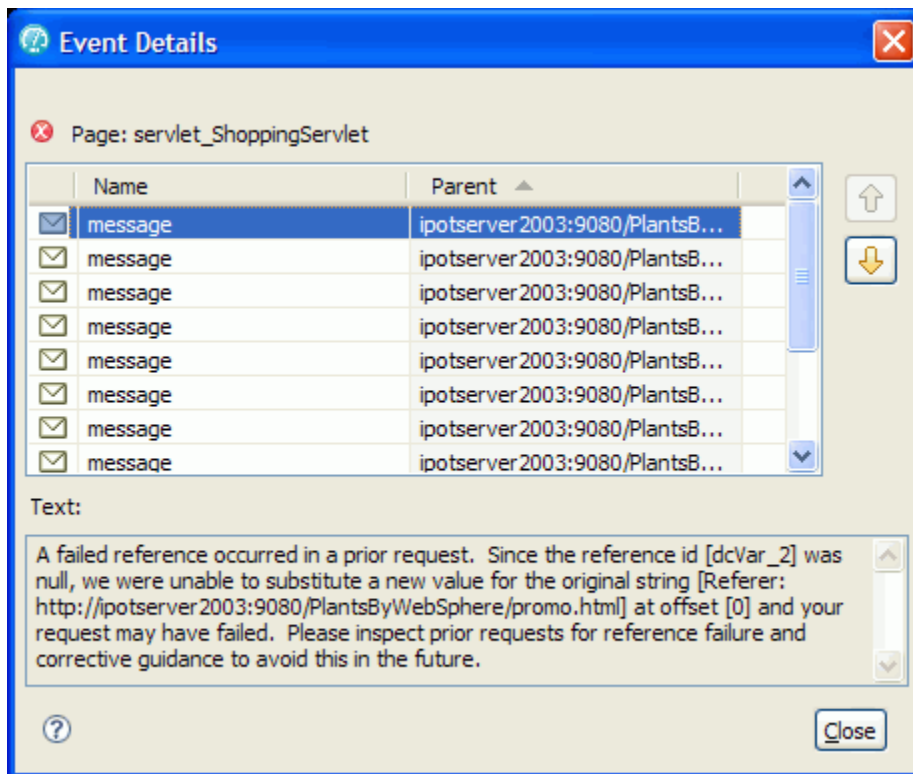 Event Details
Page: servlet_ShoppingServlet
Name Parent
message ipotserver2003:9080/PlantsB...
message ipotserver2003:9080/PlantsB...
message ipotserver2003:9080/PlantsB...
message ipotserver2003:9080/PlantsB...
message ipotserver2003:9080/PlantsB...
message ipotserver2003:9080/PlantsB...
message ipotserver2003:9080/PlantsB...
message ipotserver2003:9080/PlantsB...
Text:
A failed reference occurred in a prior request.  Since the reference id [dcVar_2] was
null, we were unable to substitute a new value for the original string [Referer:
http://ipotserver2003:9080/PlantsByWebSphere/promo.html] at offset [0] and your
request may have failed.  Please inspect prior requests for reference failure and
corrective guidance to avoid this in the future.
Close